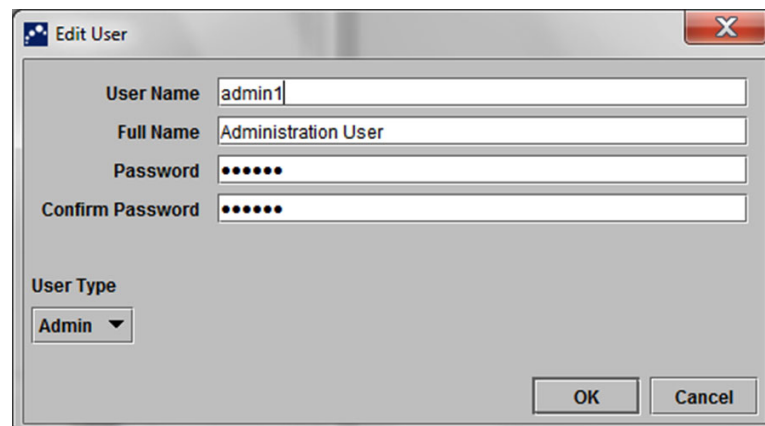 Edit User
User Name admin1
Full Name Administration User
Password ••••••
Confirm Password ••••••
User Type
Admin
OK Cancel